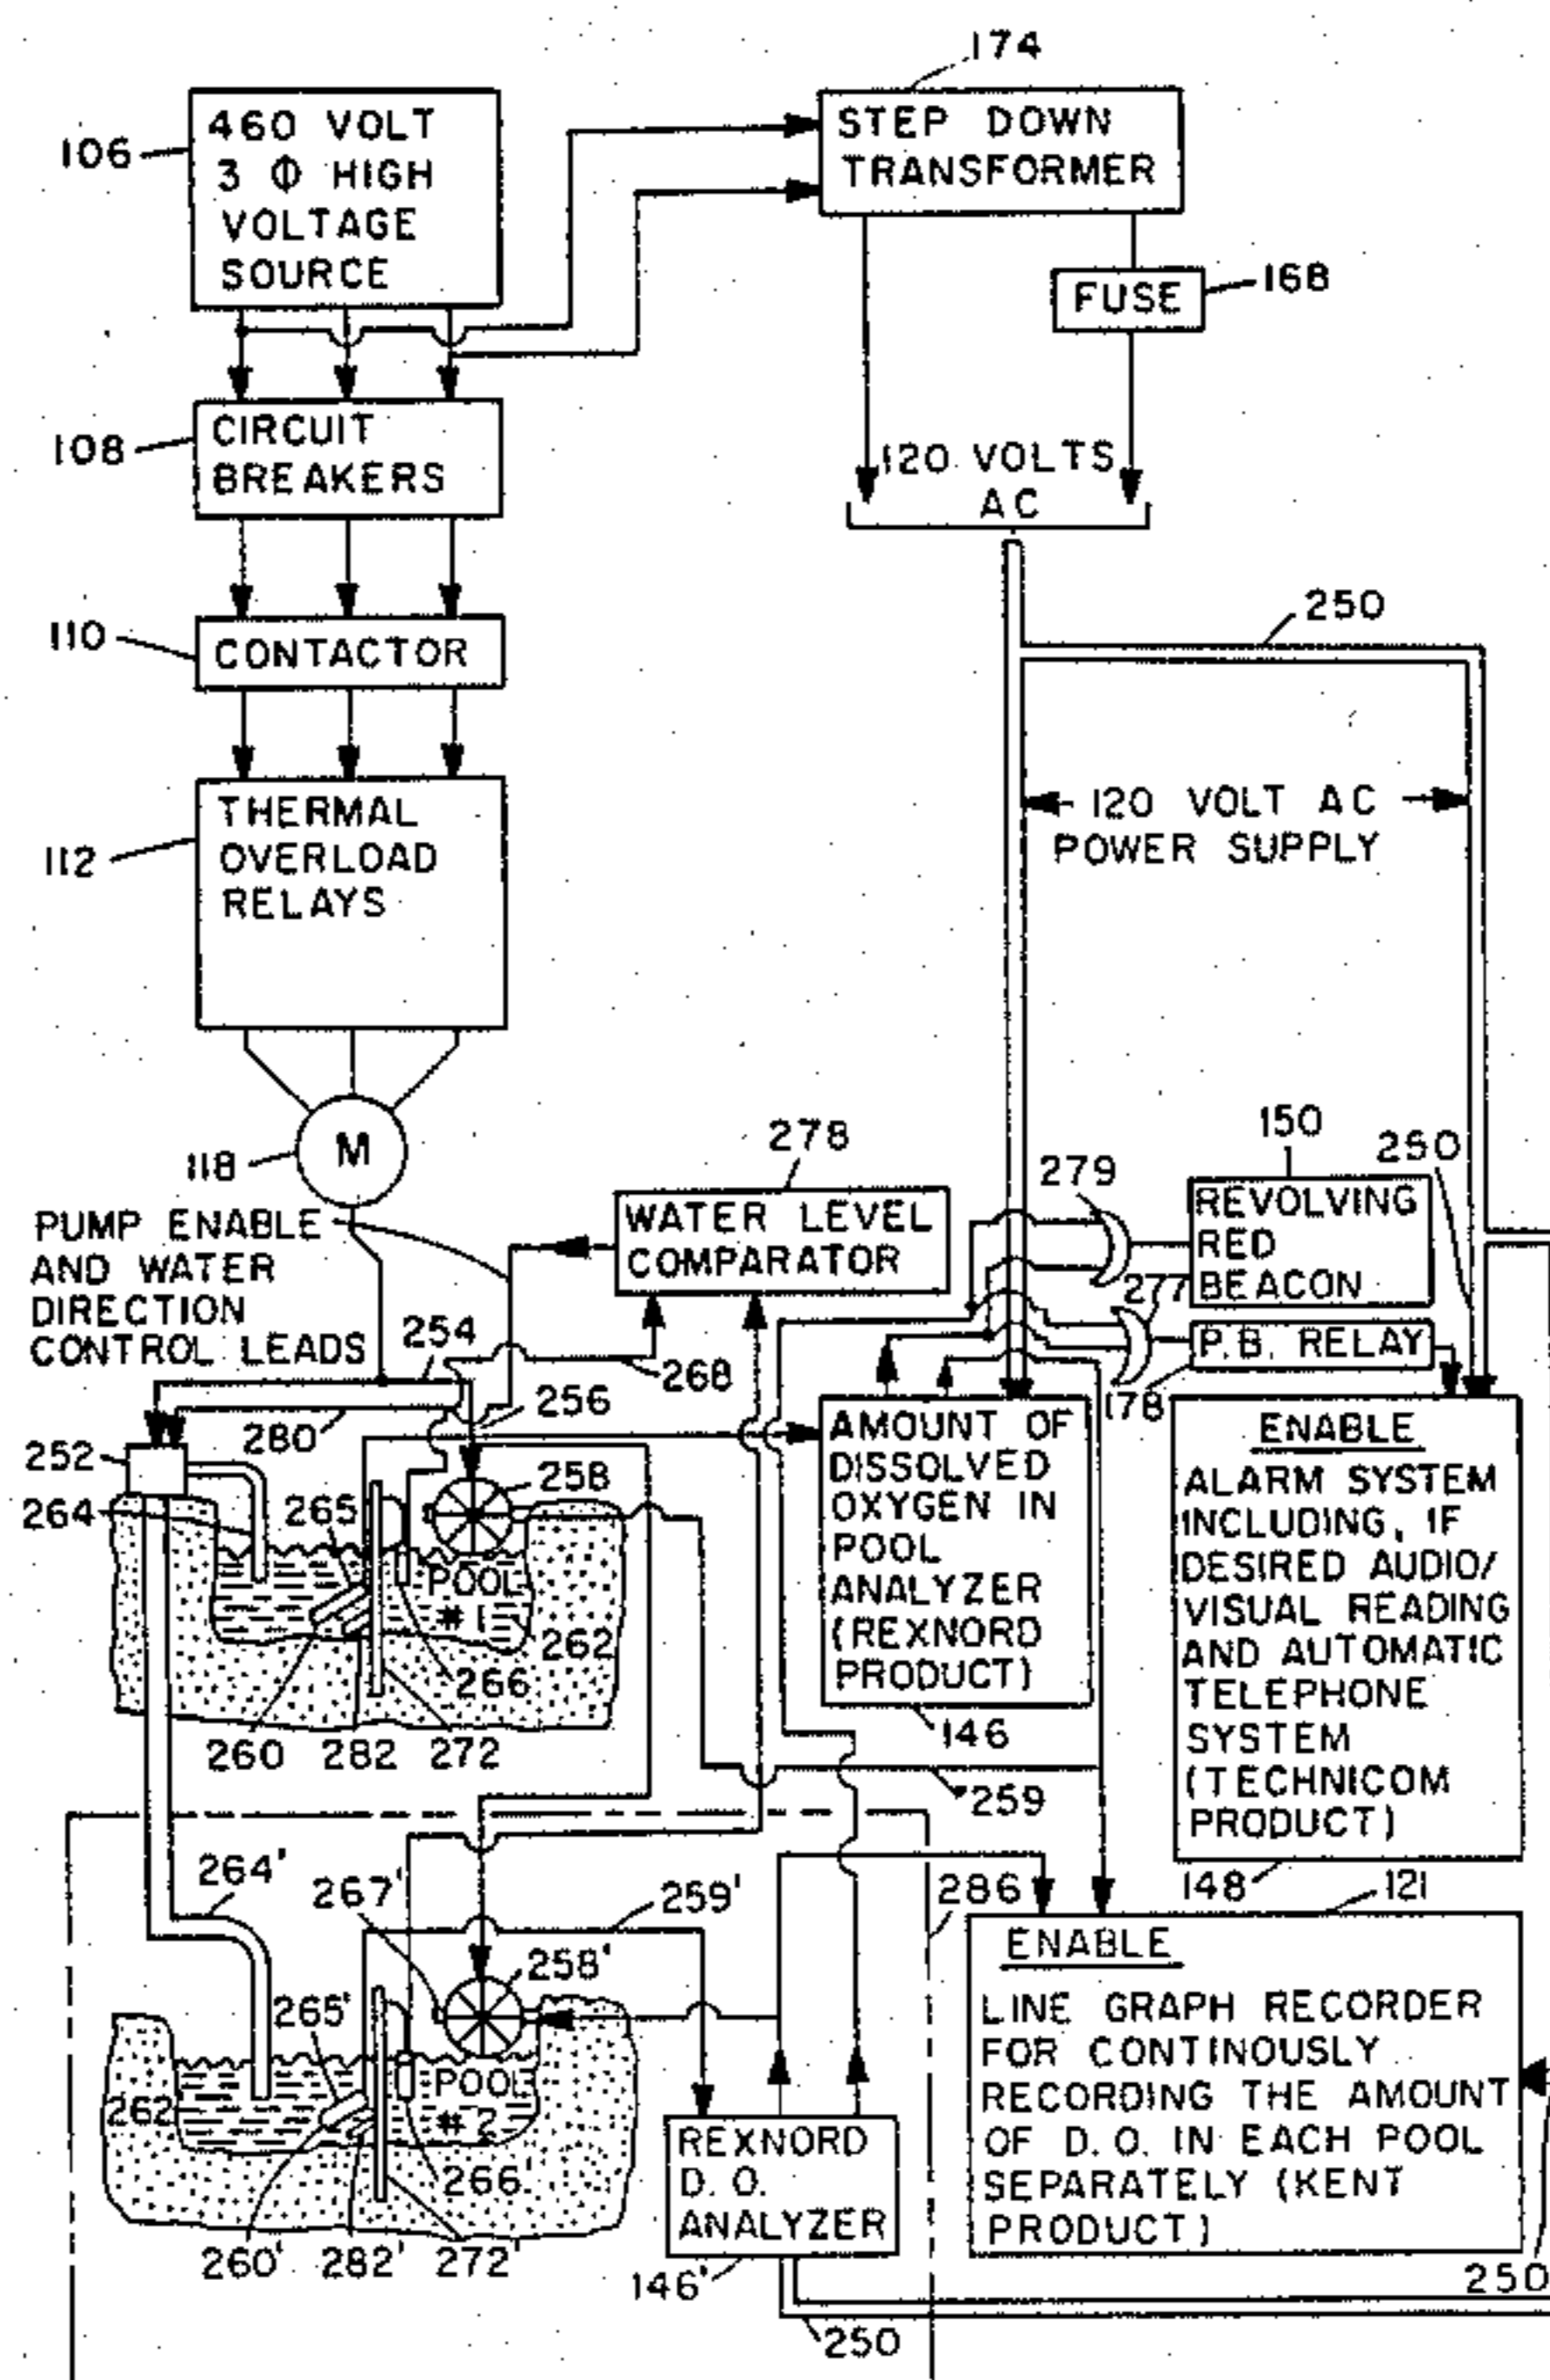 174
106
460 VOLT
3 Φ HIGH
VOLTAGE
SOURCE
STEP DOWN
TRANSFORMER
FUSE
168
108
CIRCUIT
BREAKERS
120 VOLTS
AC
110
CONTACTOR
250
112
THERMAL
OVERLOAD
RELAYS
120 VOLT AC
POWER SUPPLY
118
M
278
279
150
250
PUMP ENABLE
AND WATER
DIRECTION
CONTROL LEADS
WATER LEVEL
COMPARATOR
REVOLVING
RED
BEACON
277
P.B. RELAY
178
254
268
256
280
252
264
265
258
POOL
#1
262
266
260
282
272
AMOUNT OF
DISSOLVED
OXYGEN IN
POOL
ANALYZER
(REXNORD
PRODUCT)
146
259
ENABLE
ALARM SYSTEM
INCLUDING, IF
DESIRED AUDIO/
VISUAL READING
AND AUTOMATIC
TELEPHONE
SYSTEM
(TECHNICOM
PRODUCT)
148
121
264'
267'
259'
286
258'
265'
262
POOL
#2
266'
260'
282'
272'
REXNORD
D.O.
ANALYZER
146'
250
ENABLE
LINE GRAPH RECORDER
FOR CONTINOUSLY
RECORDING THE AMOUNT
OF D.O. IN EACH POOL
SEPARATELY (KENT
PRODUCT)
250